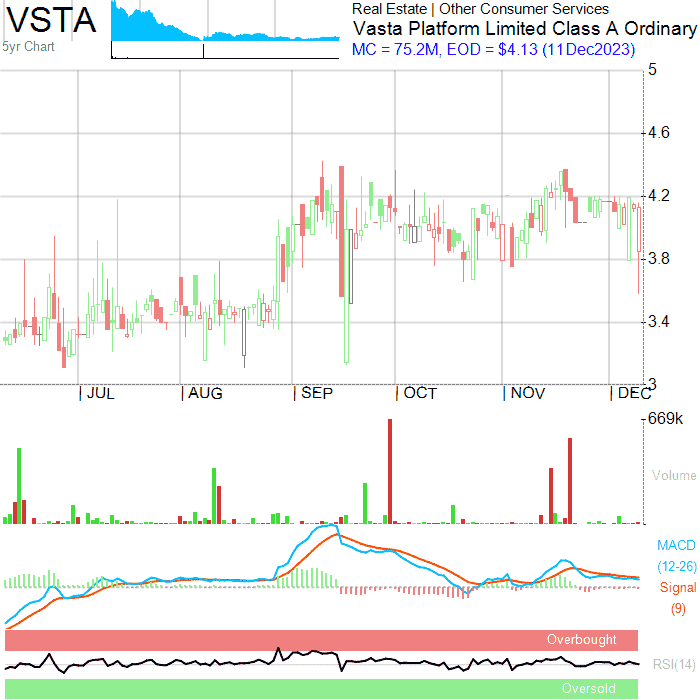 VSTA
5yr Chart
Real Estate | Other Consumer Services
Vasta Platform Limited Class A Ordinary
MC = 75.2M, EOD = $4.13 (11Dec2023)
5
4.6
4.2
3.8
3.4
3
JUL AUG SEP OCT NOV DEC
669k
Volume
MACD
(12-26)
Signal
(9)
Overbought
RSI(14)
Oversold